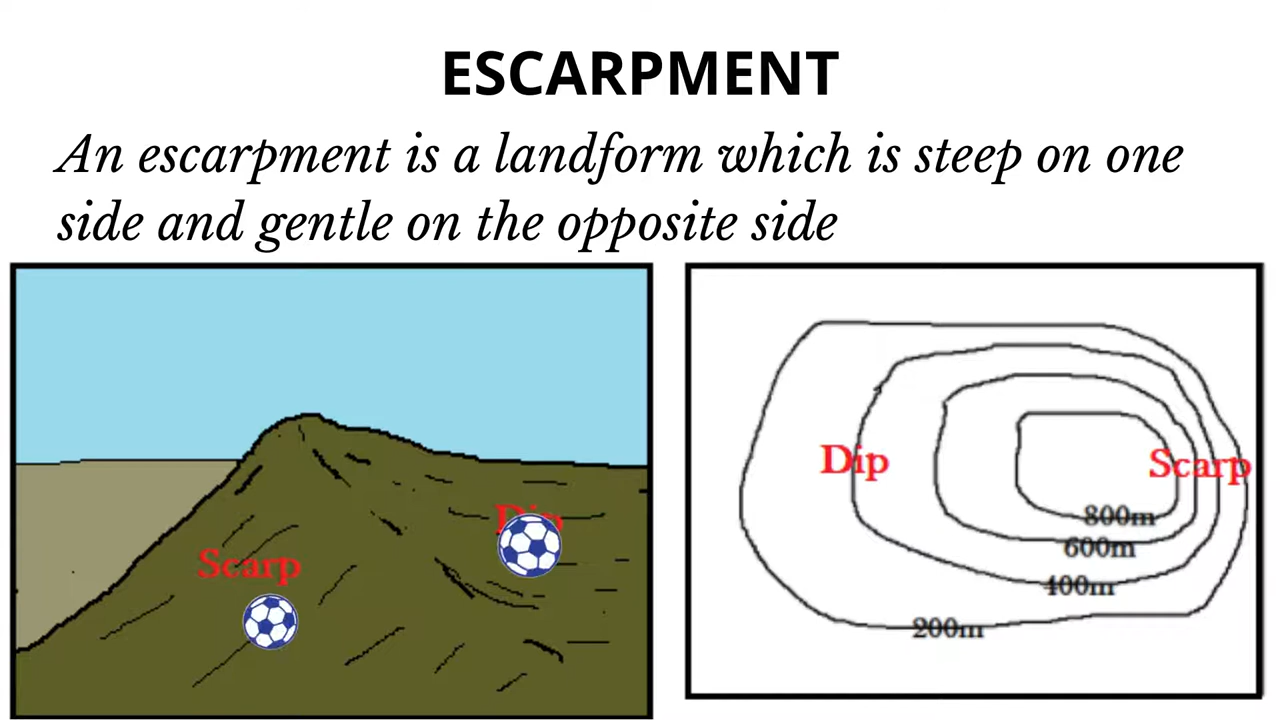 ESCARPMENT
An escarpment is a landform which is steep on one
side and gentle on the opposite side
Dip
Scarp
Dip
Scarp
800m
600m
400m
200m